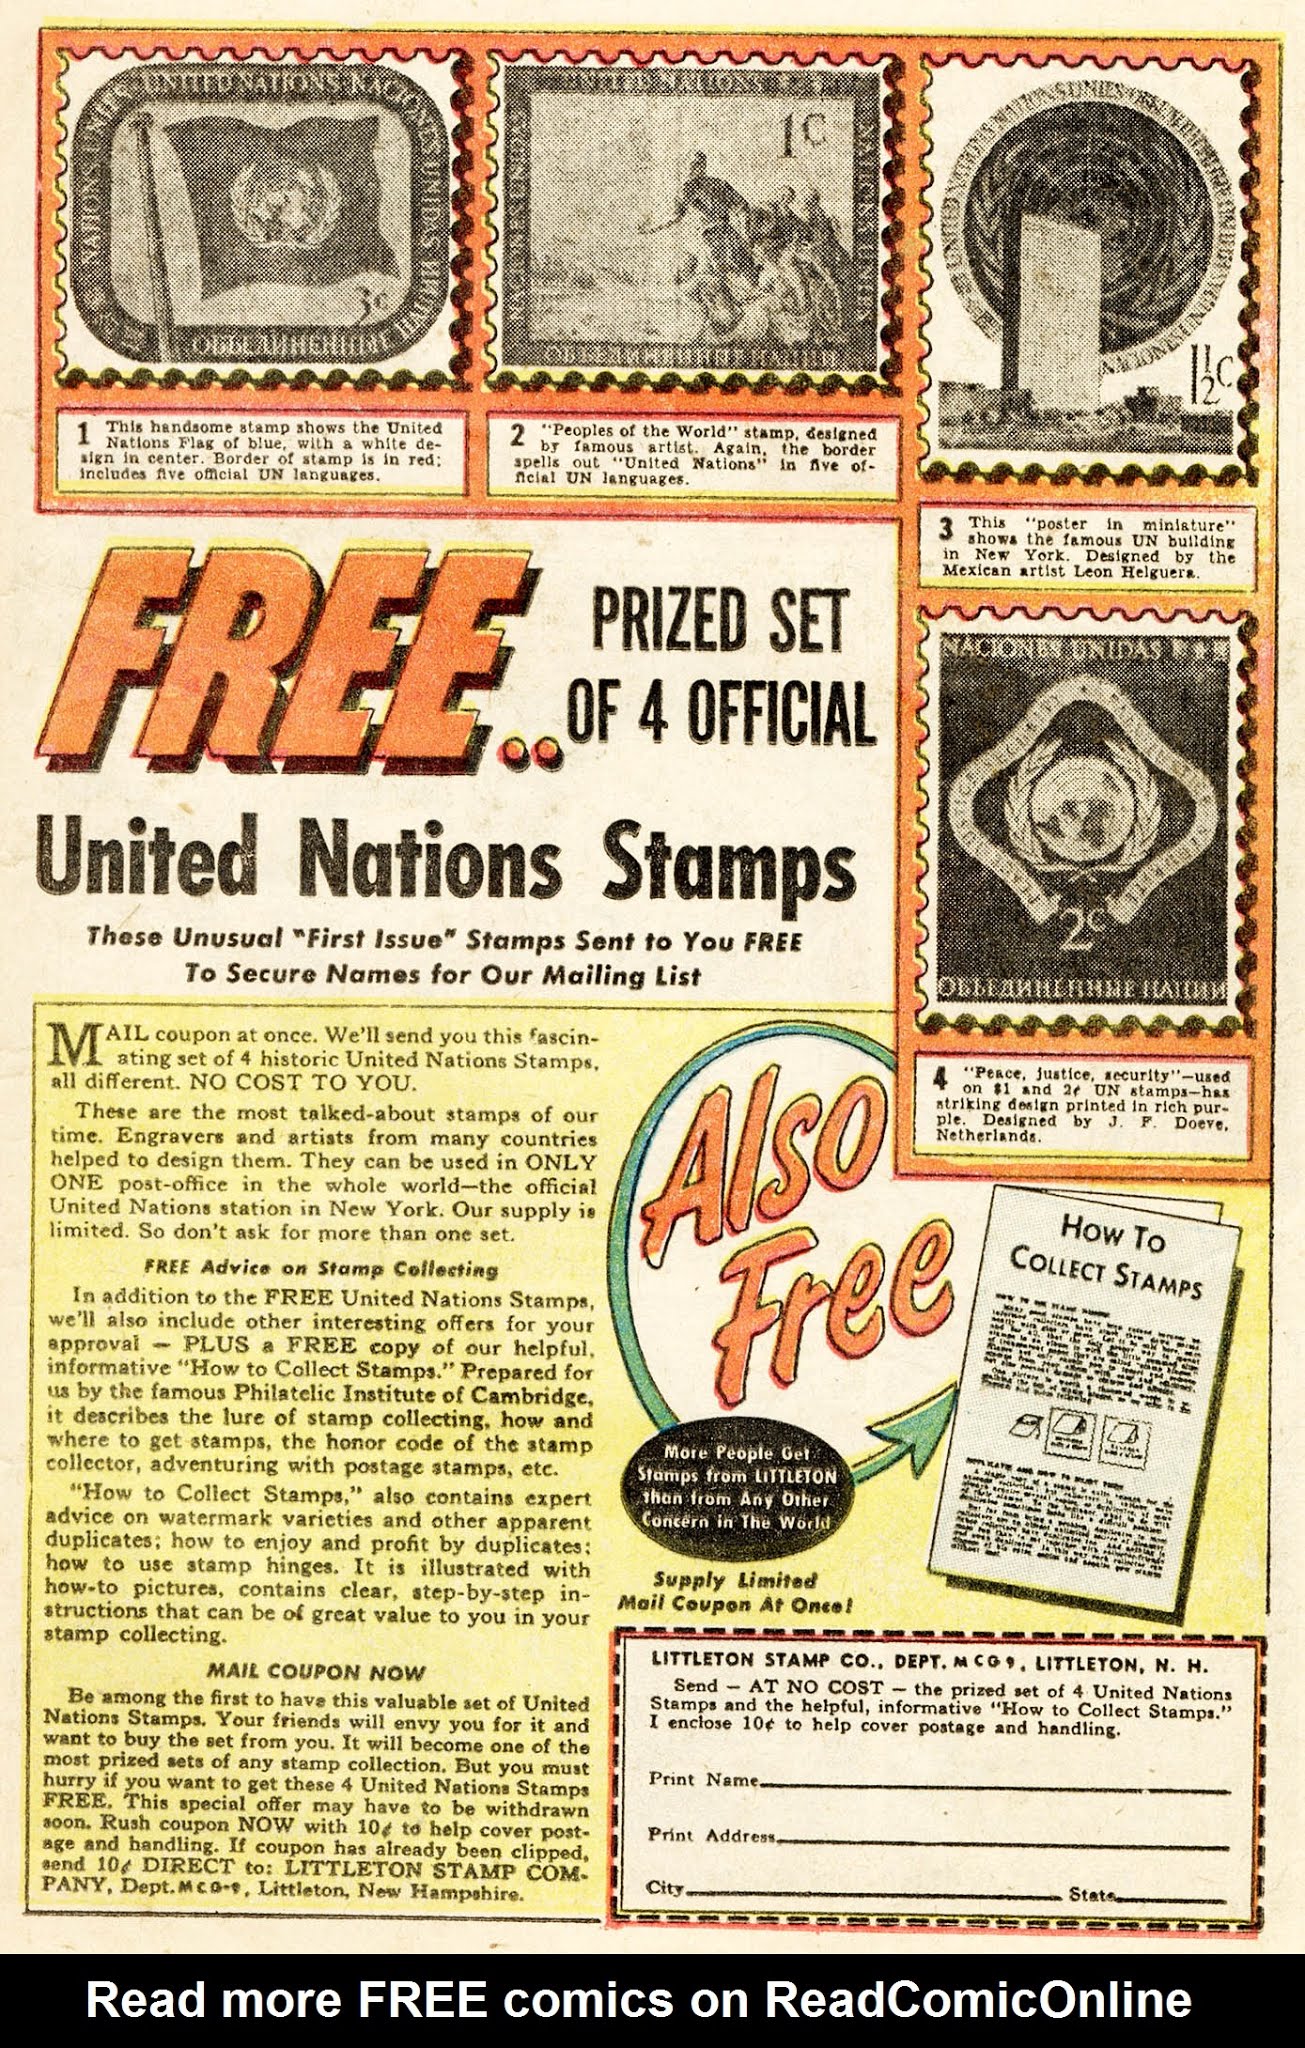 UNITED NATIONS · NACIONES UNIDAS
NATIONS UNIES
3c
ОБЪЕДИНЕННЫЕ НАЦИИ
1 This handsome stamp shows the United
Nations Flag of blue, with a white de-
sign in center. Border of stamp is in red;
includes five official UN languages.
UNITED NATIONS
1c
ОБЪЕДИНЕННЫЕ НАЦИИ
2 "Peoples of the World" stamp, designed
by famous artist. Again, the border
spells out "United Nations" in five of-
ficial UN languages.
1½c
3 This "poster in miniature"
shows the famous UN building
in New York. Designed by the
Mexican artist Leon Helguera.
NACIONES UNIDAS
2c
ОБЪЕДИНЕННЫЕ НАЦИИ
4 "Peace, justice, security"—used
on $1 and 2¢ UN stamps—has
striking design printed in rich pur-
ple. Designed by J. F. Doeve,
Netherlands.
FREE..
PRIZED SET
OF 4 OFFICIAL
United Nations Stamps
These Unusual "First Issue" Stamps Sent to You FREE
To Secure Names for Our Mailing List
MAIL coupon at once. We'll send you this fascin-
ating set of 4 historic United Nations Stamps,
all different. NO COST TO YOU.
These are the most talked-about stamps of our
time. Engravers and artists from many countries
helped to design them. They can be used in ONLY
ONE post-office in the whole world—the official
United Nations station in New York. Our supply is
limited. So don't ask for more than one set.
FREE Advice on Stamp Collecting
In addition to the FREE United Nations Stamps,
we'll also include other interesting offers for your
approval — PLUS a FREE copy of our helpful,
informative "How to Collect Stamps." Prepared for
us by the famous Philatelic Institute of Cambridge,
it describes the lure of stamp collecting, how and
where to get stamps, the honor code of the stamp
collector, adventuring with postage stamps, etc.
"How to Collect Stamps," also contains expert
advice on watermark varieties and other apparent
duplicates; how to enjoy and profit by duplicates;
how to use stamp hinges. It is illustrated with
how-to pictures, contains clear, step-by-step in-
structions that can be of great value to you in your
stamp collecting.
MAIL COUPON NOW
Be among the first to have this valuable set of United
Nations Stamps. Your friends will envy you for it and
want to buy the set from you. It will become one of the
most prized sets of any stamp collection. But you must
hurry if you want to get these 4 United Nations Stamps
FREE. This special offer may have to be withdrawn
soon. Rush coupon NOW with 10¢ to help cover post-
age and handling. If coupon has already been clipped,
send 10¢ DIRECT to: LITTLETON STAMP COM-
PANY, Dept. MCG-9, Littleton, New Hampshire.
Also
Free
More People Get
Stamps from LITTLETON
than from Any Other
Concern in The World
Supply Limited
Mail Coupon At Once!
HOW TO
COLLECT STAMPS
LITTLETON STAMP CO., DEPT. MCG9, LITTLETON, N. H.
Send — AT NO COST — the prized set of 4 United Nations
Stamps and the helpful, informative "How to Collect Stamps."
I enclose 10¢ to help cover postage and handling.
Print Name
Print Address
City State
Read more FREE comics on ReadComicOnline